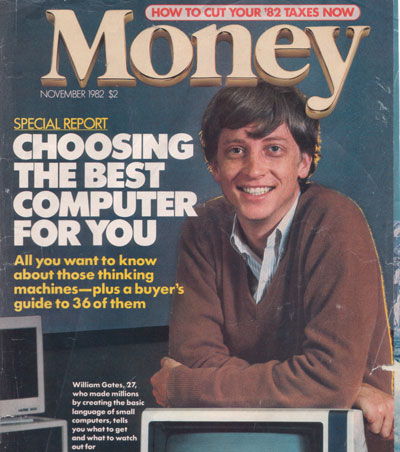 HOW TO CUT YOUR '82 TAXES NOW
Money
NOVEMBER 1982 $2
SPECIAL REPORT
CHOOSING
THE BEST
COMPUTER
FOR YOU
All you want to know
about those thinking
machines—plus a buyer's
guide to 36 of them
William Gates, 27,
who made millions
by creating the basic
language of small
computers, tells
you what to get
and what to watch
out for